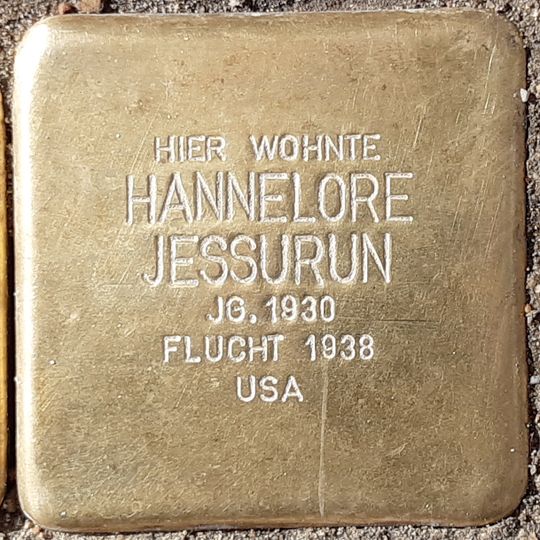 HIER WOHNTE
HANNELORE
JESSURUN
JG. 1930
FLUCHT 1938
USA